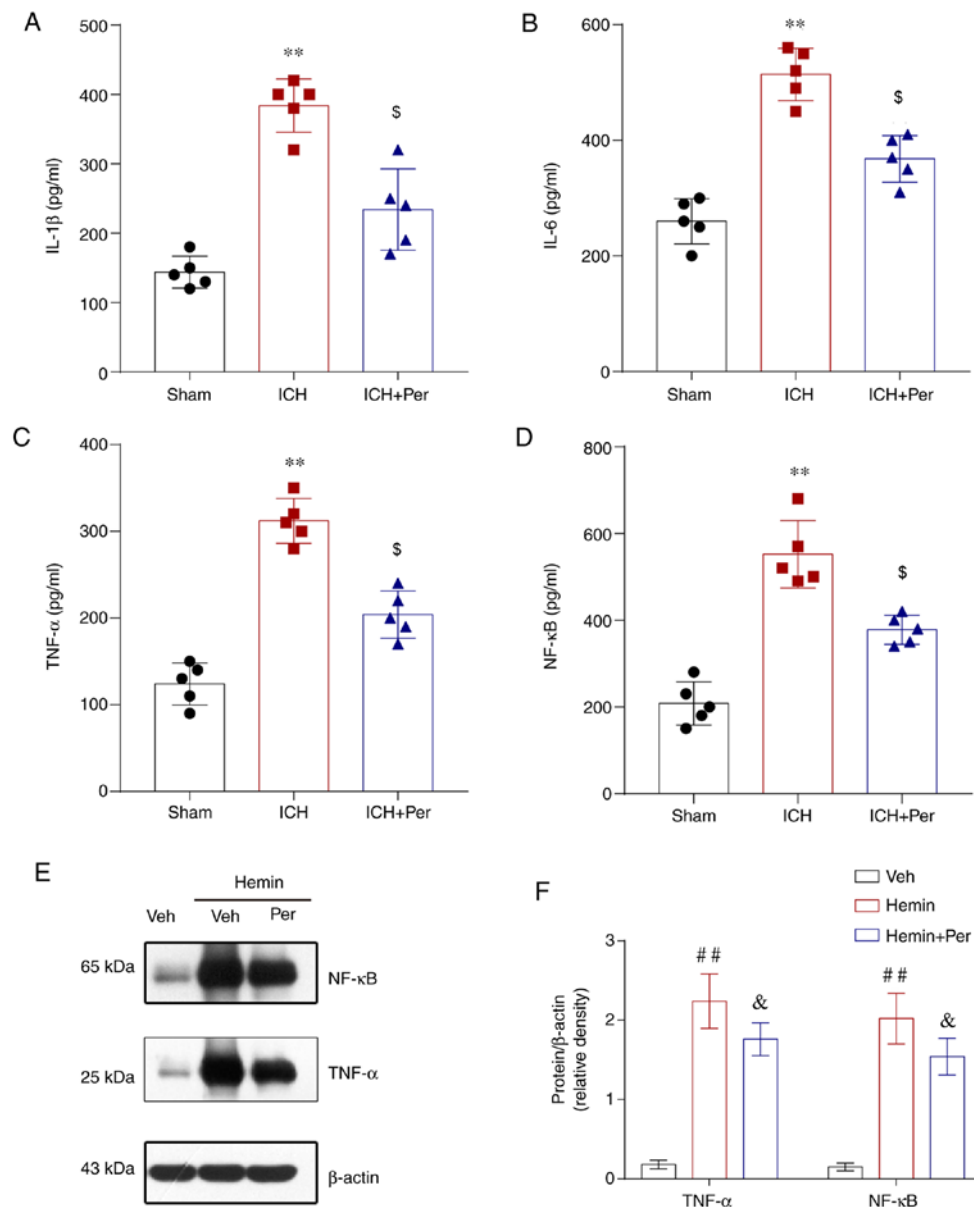 A
500
400
300
200
100
0
IL-1β (pg/ml)
**
$
Sham ICH ICH+Per
B
600
400
200
0
IL-6 (pg/ml)
**
$
Sham ICH ICH+Per
C
400
300
200
100
0
TNF-α (pg/ml)
**
$
Sham ICH ICH+Per
D
800
600
400
200
0
NF-κB (pg/ml)
**
$
Sham ICH ICH+Per
E
Hemin
Veh Veh Per
65 kDa NF-κB
25 kDa TNF-α
43 kDa β-actin
F
Veh
Hemin
Hemin+Per
3
2
1
0
Protein/β-actin
(relative density)
## & ## &
TNF-α NF-κB